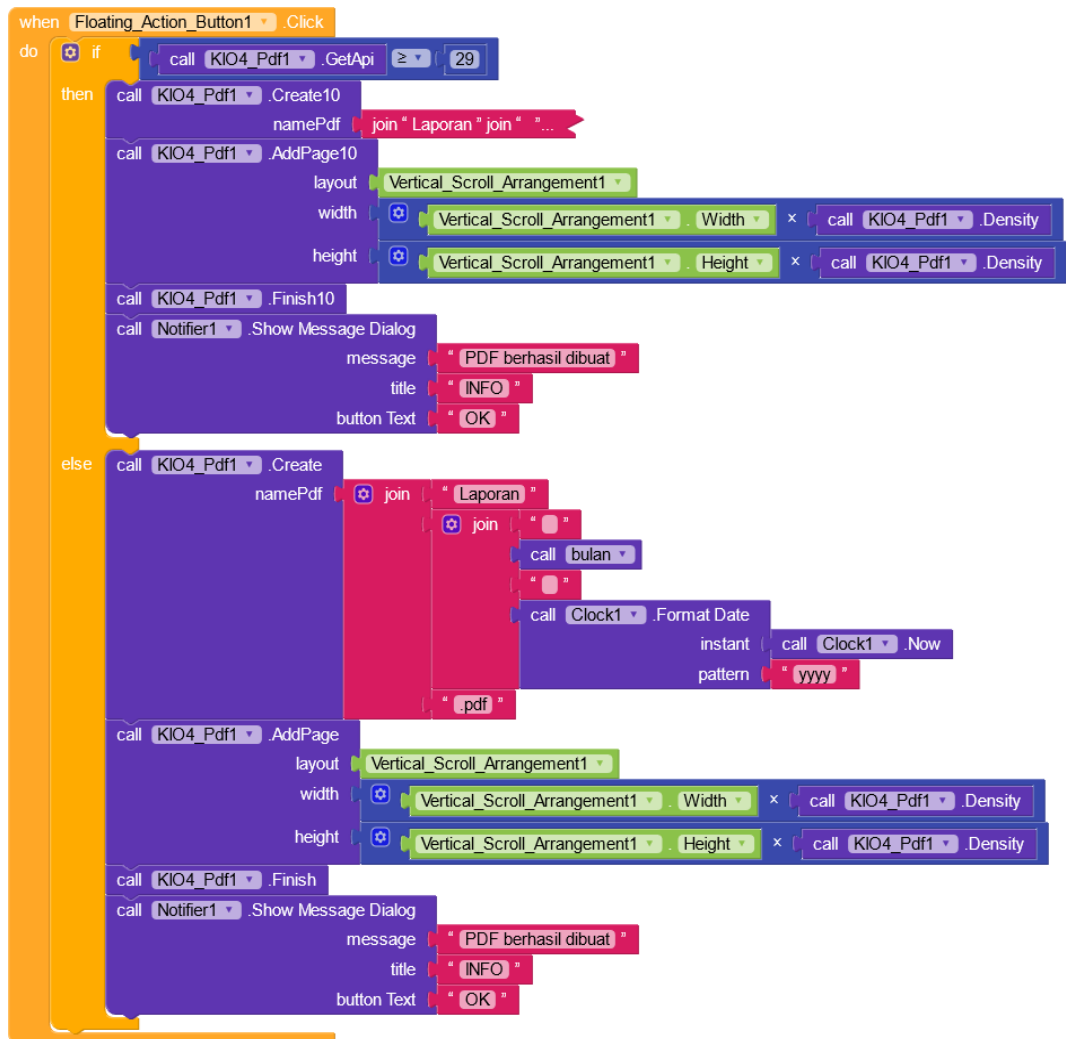 when Floating_Action_Button1 .Click
do if call KIO4_Pdf1 .GetApi ≥ 29
then call KIO4_Pdf1 .Create10
namePdf join “ Laporan ” join “ ”...
call KIO4_Pdf1 .AddPage10
layout Vertical_Scroll_Arrangement1
width Vertical_Scroll_Arrangement1 . Width × call KIO4_Pdf1 .Density
height Vertical_Scroll_Arrangement1 . Height × call KIO4_Pdf1 .Density
call KIO4_Pdf1 .Finish10
call Notifier1 .Show Message Dialog
message “ PDF berhasil dibuat ”
title “ INFO ”
button Text “ OK ”
else call KIO4_Pdf1 .Create
namePdf join “ Laporan ”
join “ ”
call bulan
“ ”
call Clock1 .Format Date
instant call Clock1 .Now
pattern “ yyyy ”
“ .pdf ”
call KIO4_Pdf1 .AddPage
layout Vertical_Scroll_Arrangement1
width Vertical_Scroll_Arrangement1 . Width × call KIO4_Pdf1 .Density
height Vertical_Scroll_Arrangement1 . Height × call KIO4_Pdf1 .Density
call KIO4_Pdf1 .Finish
call Notifier1 .Show Message Dialog
message “ PDF berhasil dibuat ”
title “ INFO ”
button Text “ OK ”